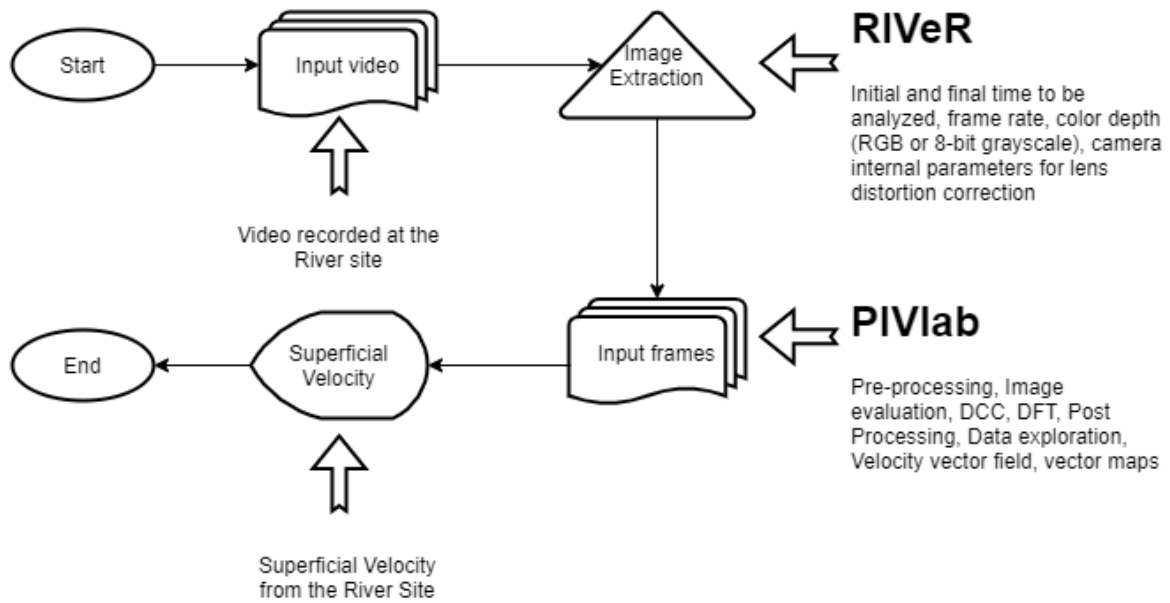 Start
Input video
Image
Extraction
RIVeR
Initial and final time to be
analyzed, frame rate, color depth
(RGB or 8-bit grayscale), camera
internal parameters for lens
distortion correction
Video recorded at the
River site
End
Superficial
Velocity
Input frames
PIVlab
Pre-processing, Image
evaluation, DCC, DFT, Post
Processing, Data exploration,
Velocity vector field, vector maps
Superficial Velocity
from the River Site